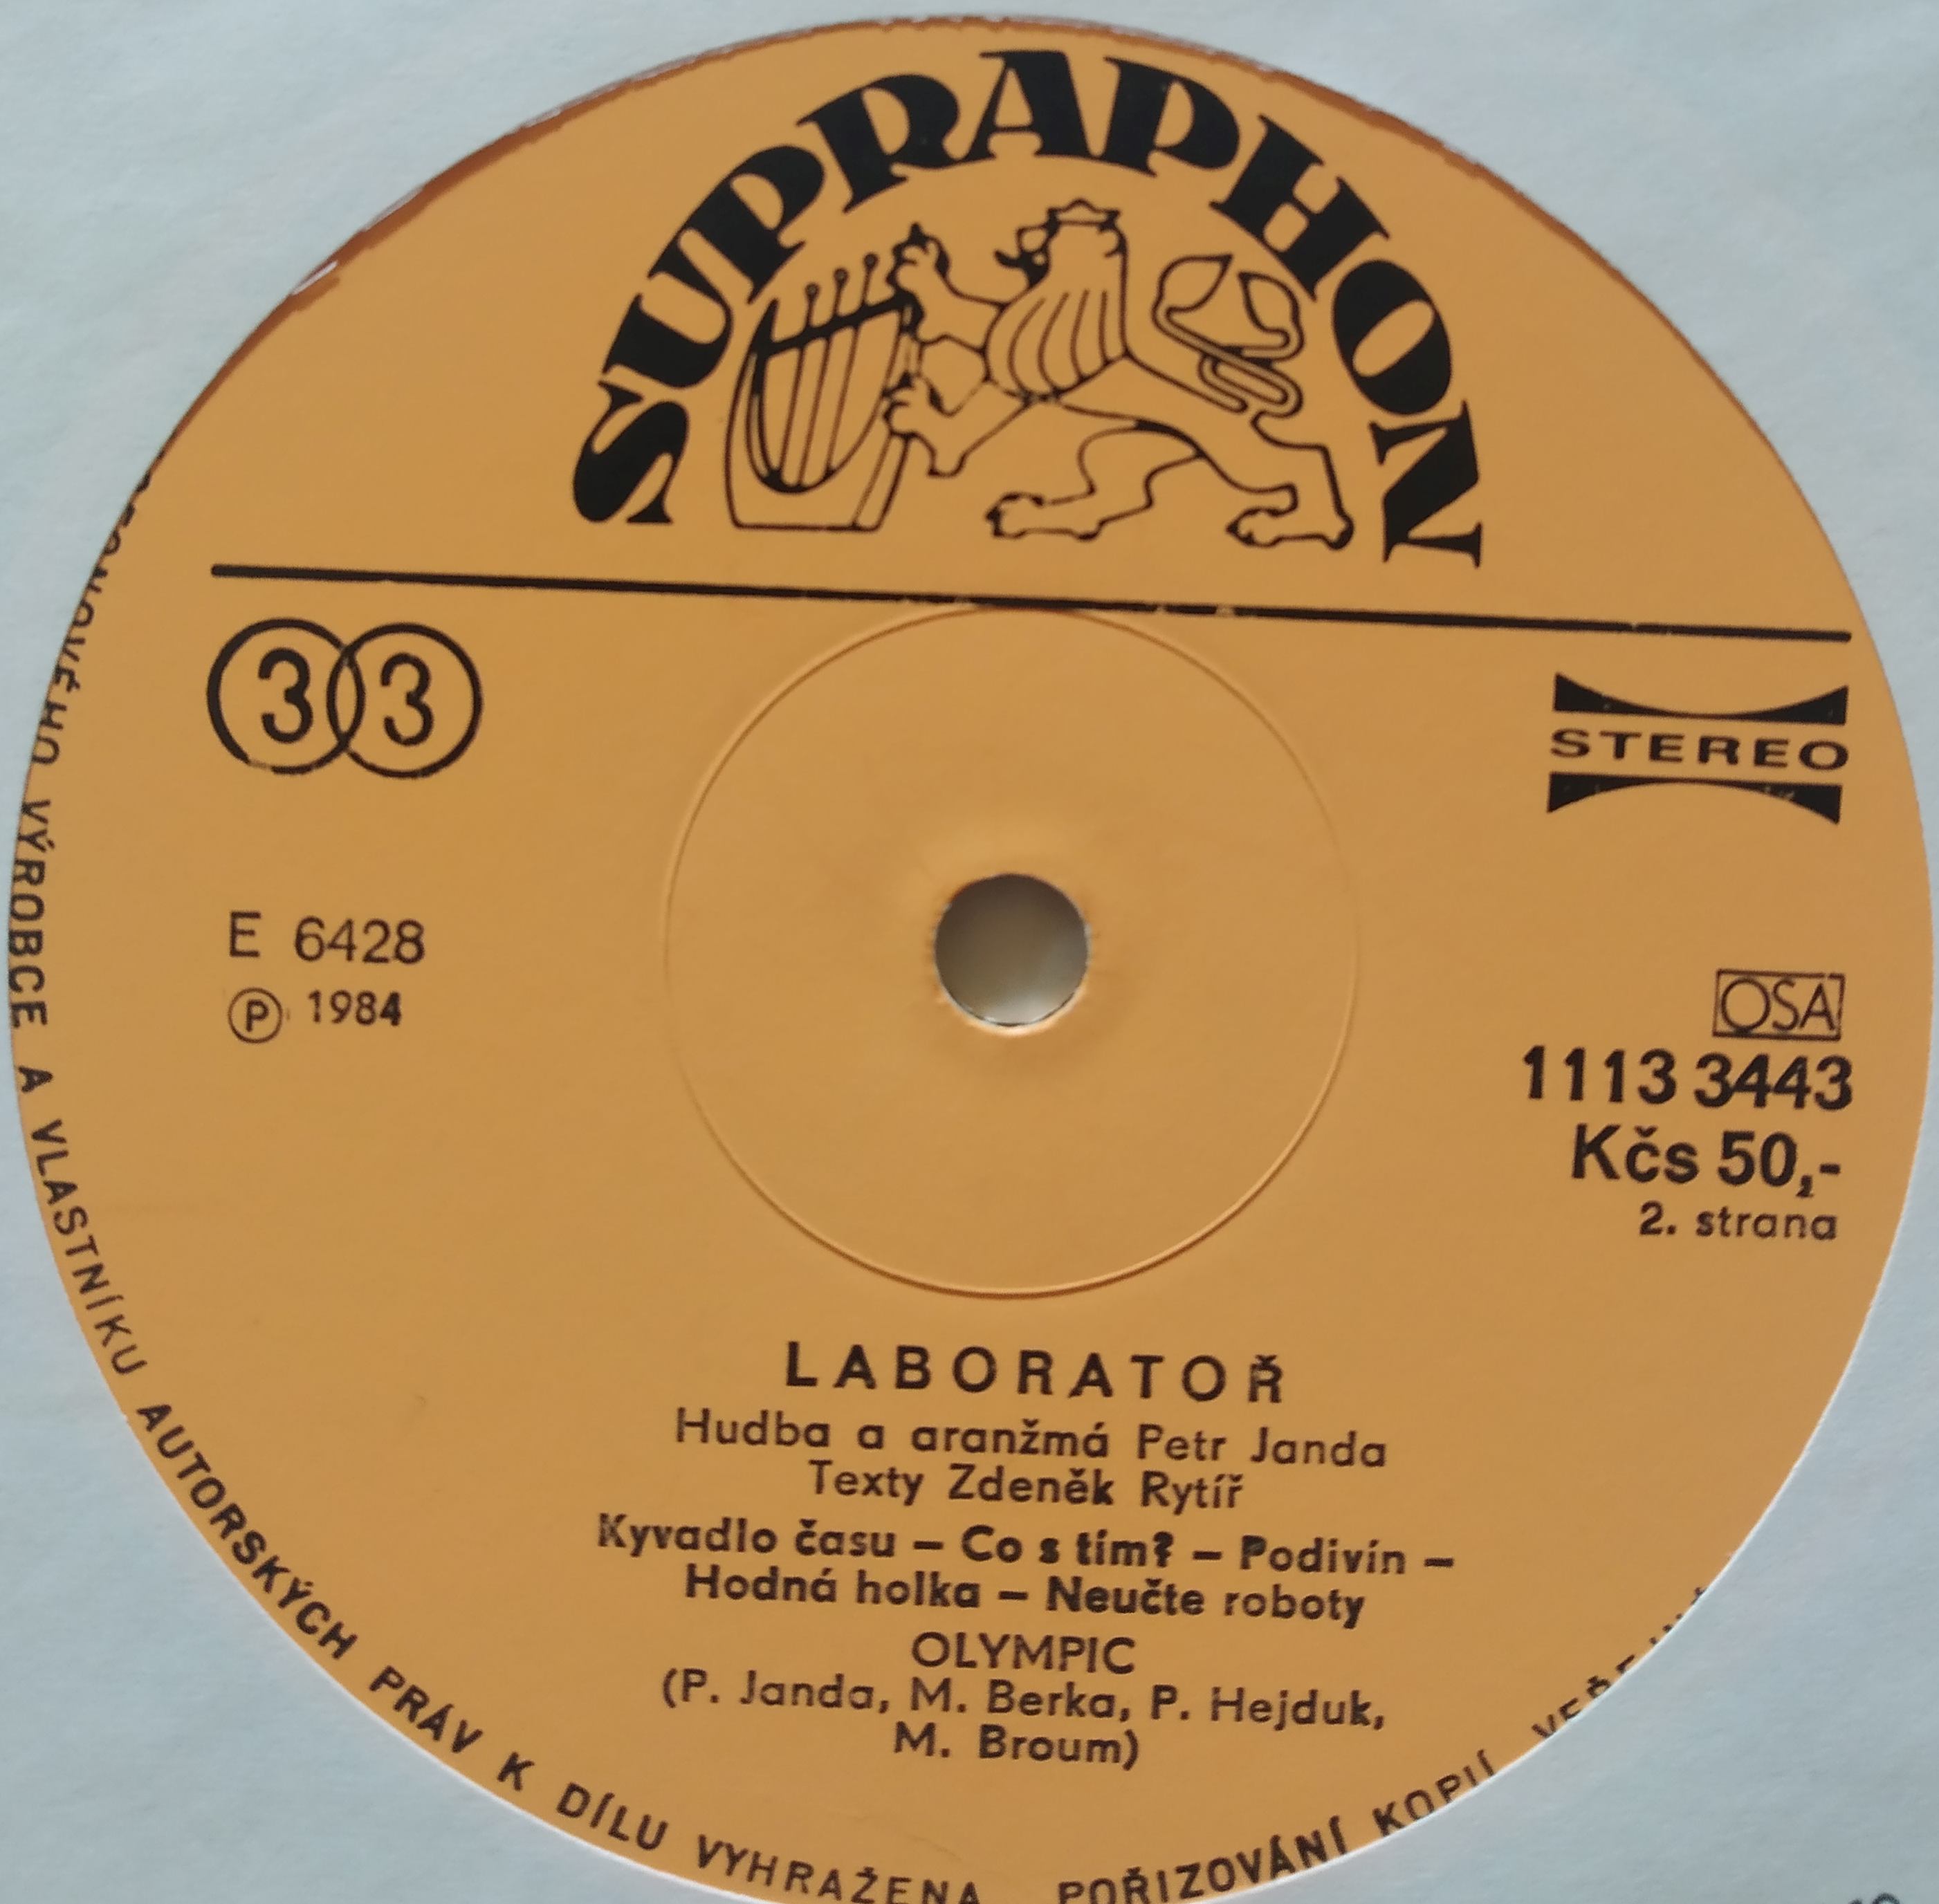 SUPRAPHON
33
STEREO
E 6428
Ⓟ 1984
OSA
1113 3443
Kčs 50,-
2. strana
LABORATOŘ
Hudba a aranžmá Petr Janda
Texty Zdeněk Rytíř
Kyvadlo času – Co s tím? – Podivín –
Hodná holka – Neučte roboty
OLYMPIC
(P. Janda, M. Berka, P. Hejduk,
M. Broum)
VÝROBCE A VLASTNÍKU AUTORSKÝCH PRÁV K DÍLU VYHRAŽENA POŘIZOVÁNÍ KOPIÍ